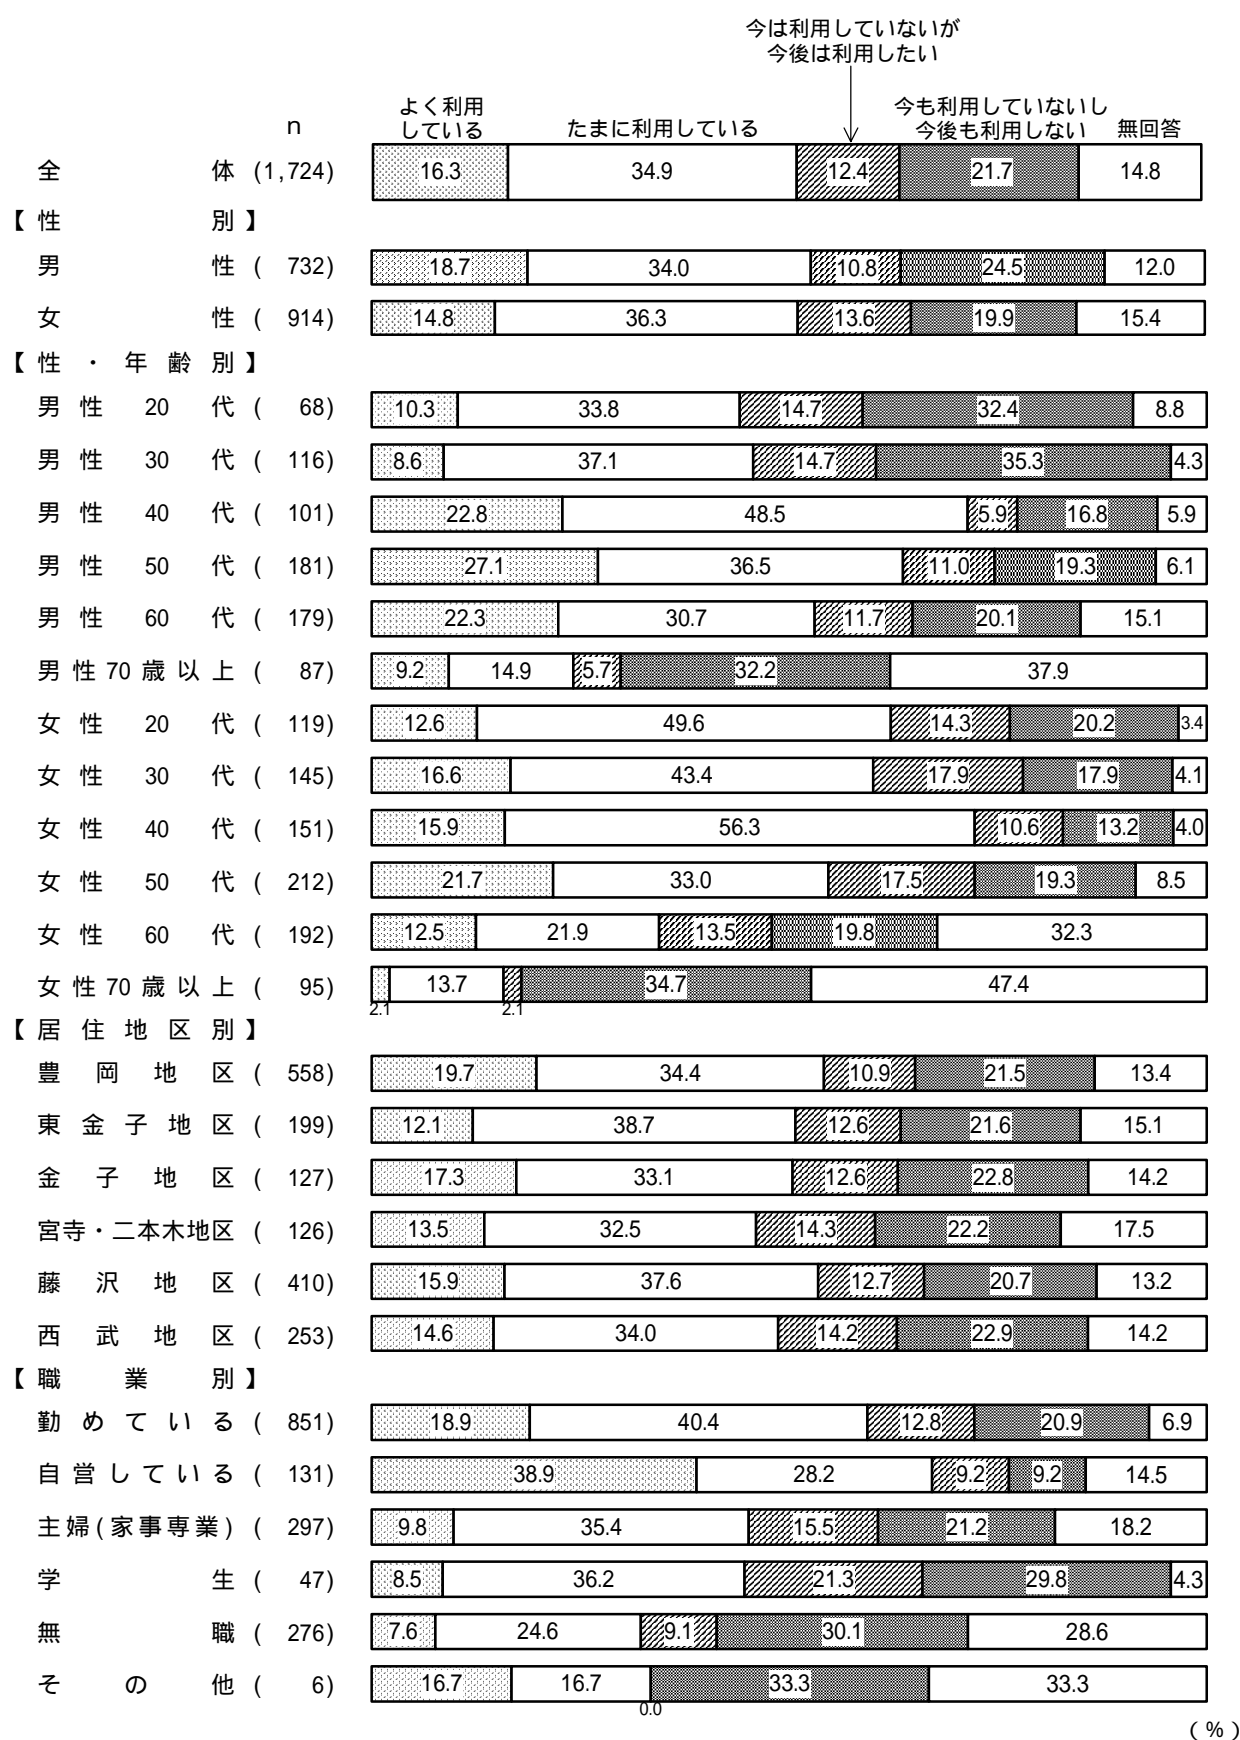 今は利用していないが
今後は利用したい
よく利用
している
たまに利用している
今も利用していないし
今後も利用しない
無回答
n
全体 (1,724) 16.3 34.9 12.4 21.7 14.8
【性別】
男性 ( 732) 18.7 34.0 10.8 24.5 12.0
女性 ( 914) 14.8 36.3 13.6 19.9 15.4
【性・年齢別】
男性20代 ( 68) 10.3 33.8 14.7 32.4 8.8
男性30代 ( 116) 8.6 37.1 14.7 35.3 4.3
男性40代 ( 101) 22.8 48.5 5.9 16.8 5.9
男性50代 ( 181) 27.1 36.5 11.0 19.3 6.1
男性60代 ( 179) 22.3 30.7 11.7 20.1 15.1
男性70歳以上 ( 87) 9.2 14.9 5.7 32.2 37.9
女性20代 ( 119) 12.6 49.6 14.3 20.2 3.4
女性30代 ( 145) 16.6 43.4 17.9 17.9 4.1
女性40代 ( 151) 15.9 56.3 10.6 13.2 4.0
女性50代 ( 212) 21.7 33.0 17.5 19.3 8.5
女性60代 ( 192) 12.5 21.9 13.5 19.8 32.3
女性70歳以上 ( 95) 2.1 13.7 2.1 34.7 47.4
【居住地区別】
豊岡地区 ( 558) 19.7 34.4 10.9 21.5 13.4
東金子地区 ( 199) 12.1 38.7 12.6 21.6 15.1
金子地区 ( 127) 17.3 33.1 12.6 22.8 14.2
宮寺・二本木地区 ( 126) 13.5 32.5 14.3 22.2 17.5
藤沢地区 ( 410) 15.9 37.6 12.7 20.7 13.2
西武地区 ( 253) 14.6 34.0 14.2 22.9 14.2
【職業別】
勤めている ( 851) 18.9 40.4 12.8 20.9 6.9
自営している ( 131) 38.9 28.2 9.2 9.2 14.5
主婦(家事専業) ( 297) 9.8 35.4 15.5 21.2 18.2
学生 ( 47) 8.5 36.2 21.3 29.8 4.3
無職 ( 276) 7.6 24.6 9.1 30.1 28.6
その他 ( 6) 16.7 16.7 0.0 33.3 33.3
(%)